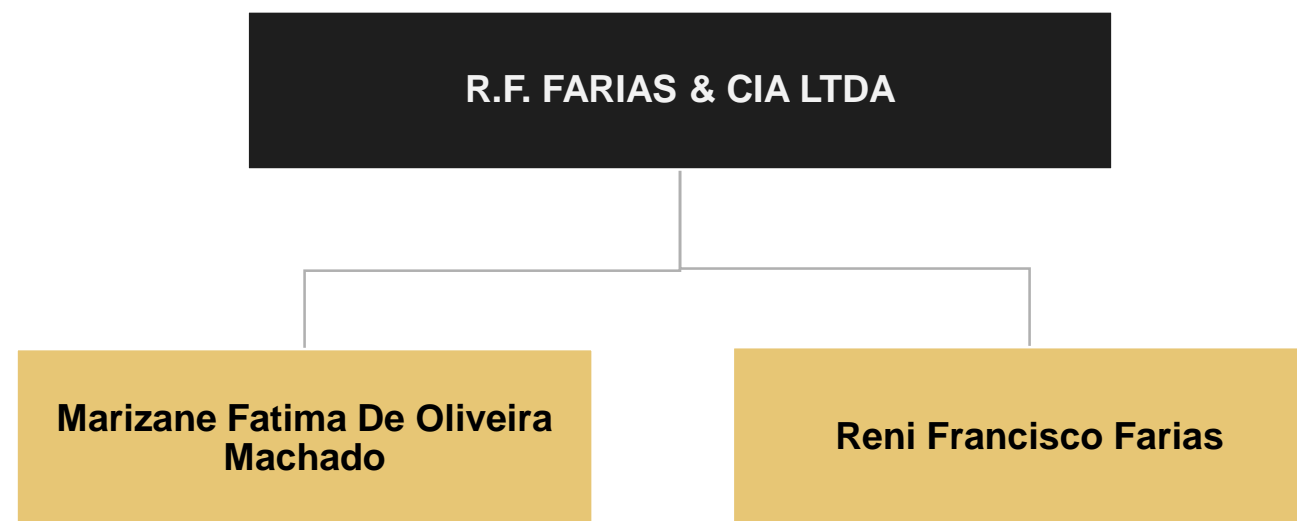 R.F. FARIAS & CIA LTDA
Marizane Fatima De Oliveira
Machado
Reni Francisco Farias